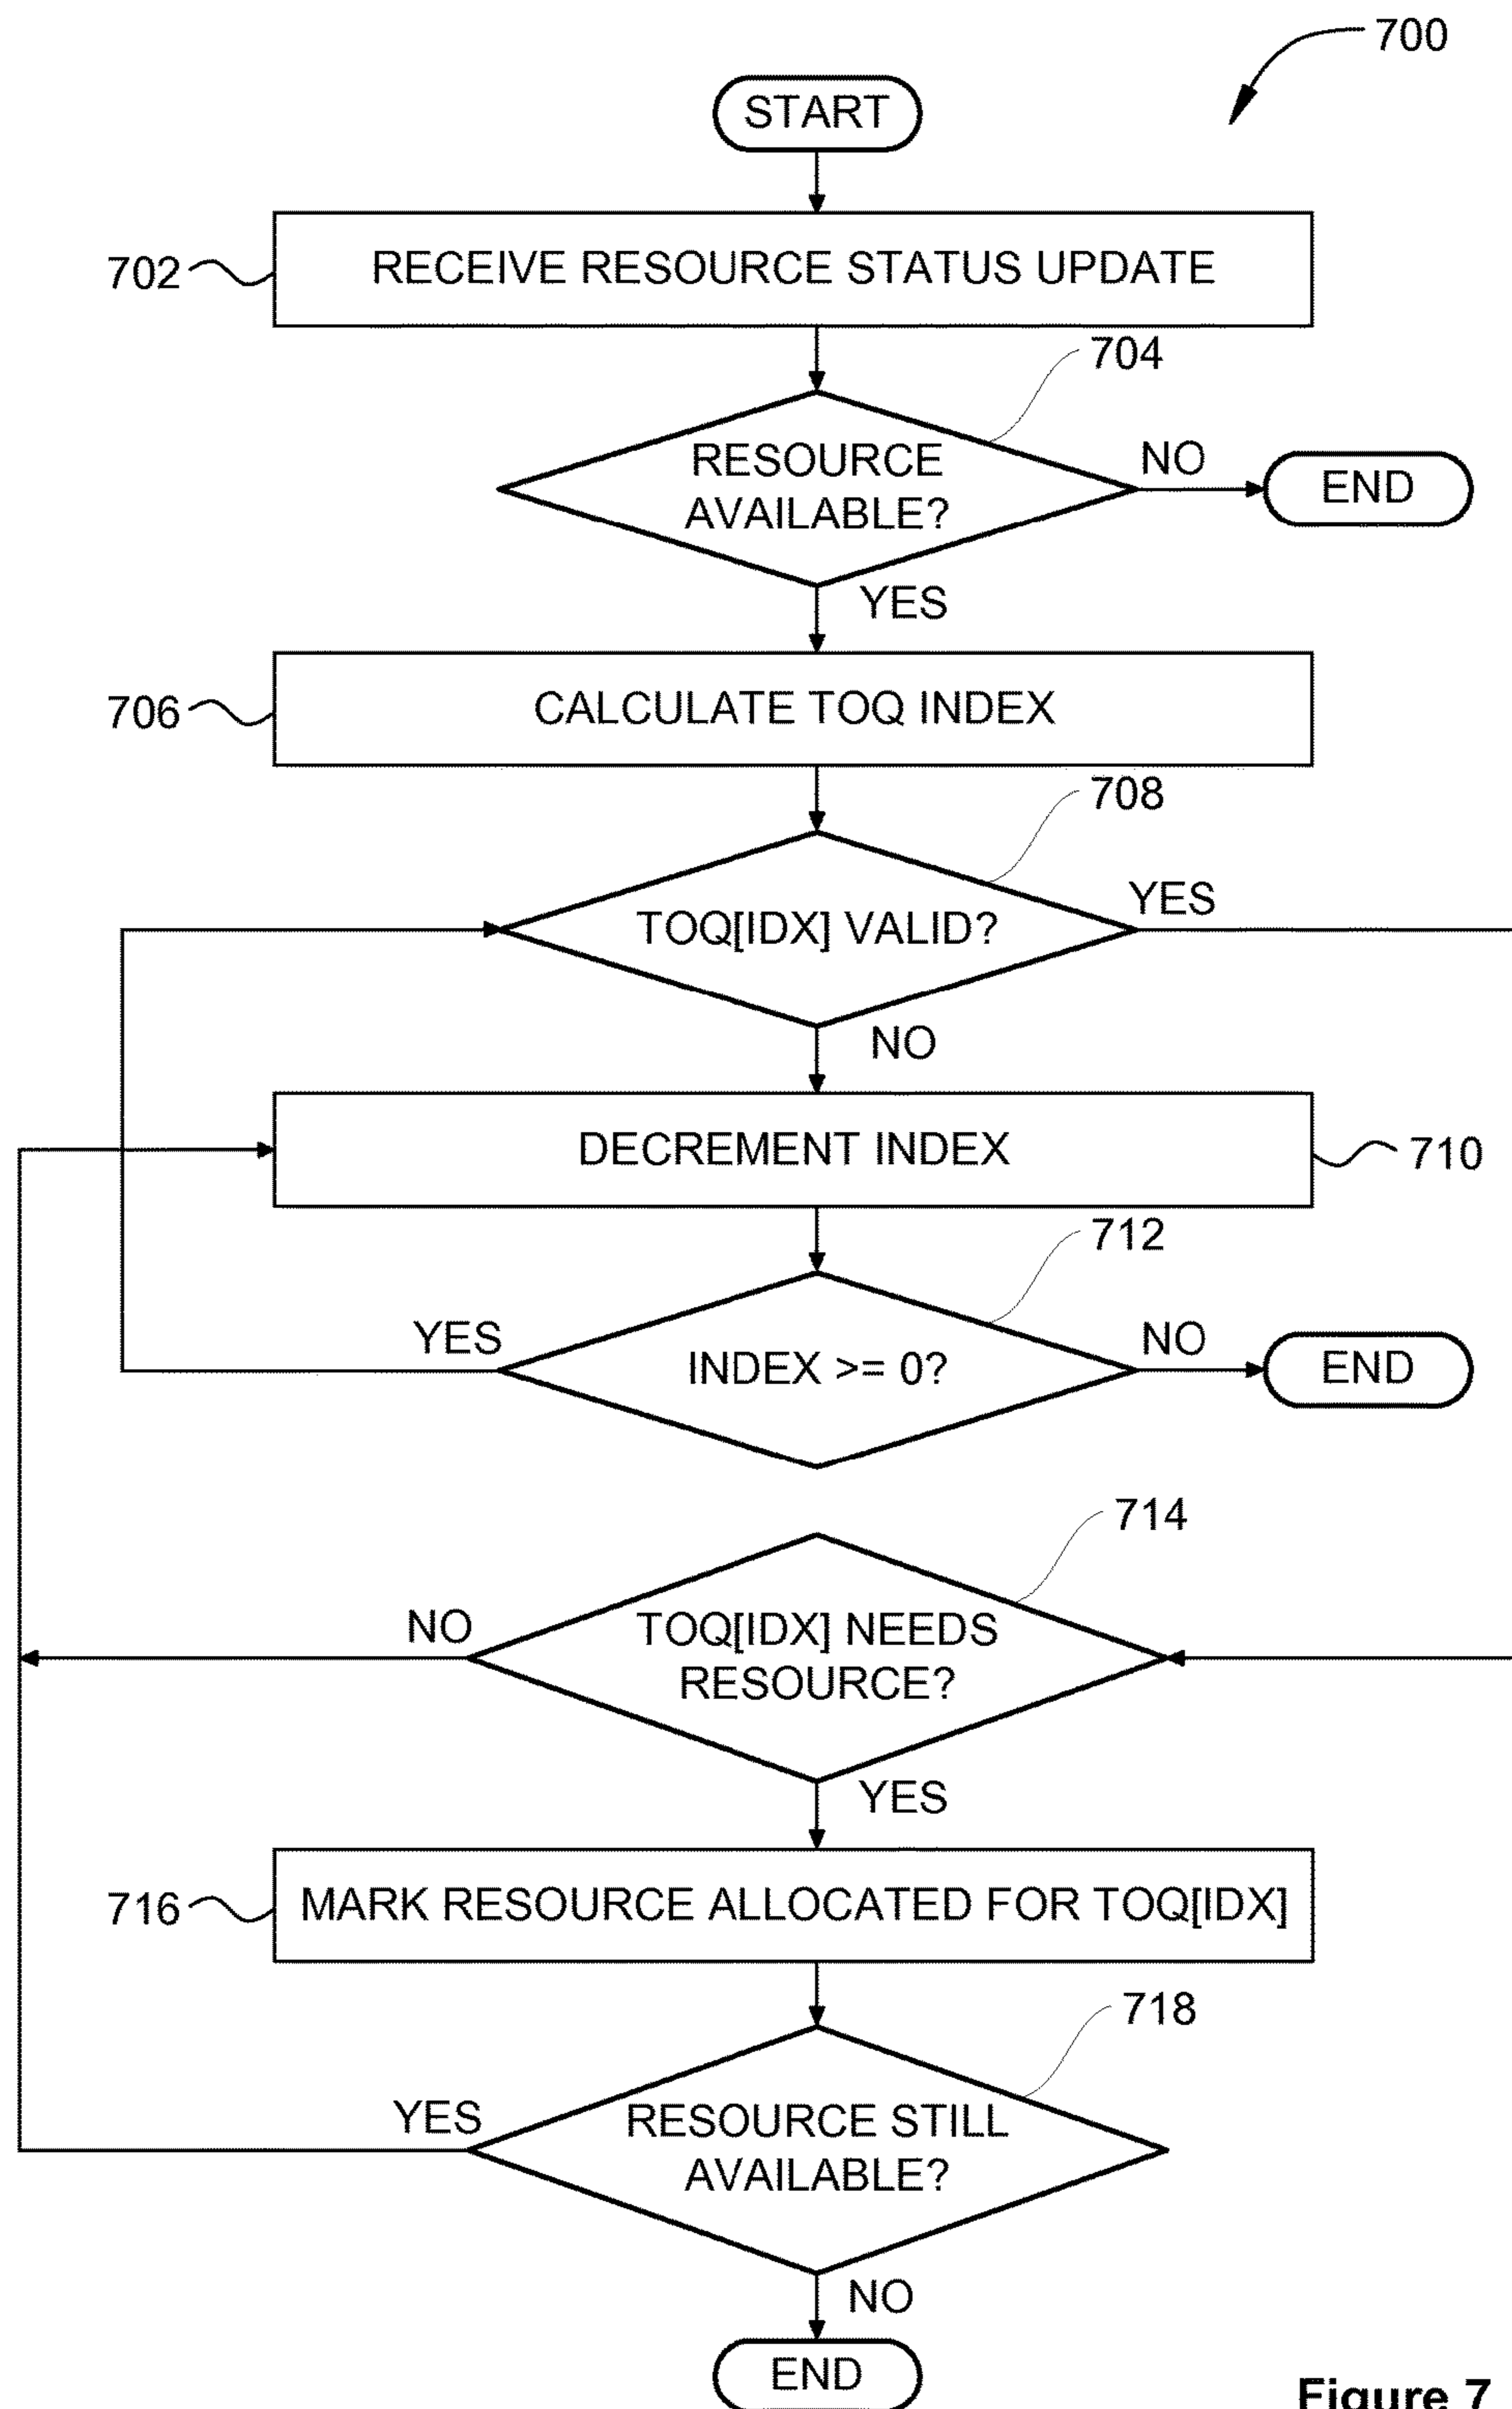 700
START
702
RECEIVE RESOURCE STATUS UPDATE
704
RESOURCE
AVAILABLE?
NO
END
YES
706
CALCULATE TOQ INDEX
708
TOQ[IDX] VALID?
YES
NO
DECREMENT INDEX
710
712
YES
INDEX >= 0?
NO
END
714
NO
TOQ[IDX] NEEDS
RESOURCE?
YES
716
MARK RESOURCE ALLOCATED FOR TOQ[IDX]
718
YES
RESOURCE STILL
AVAILABLE?
NO
END
Figure 7